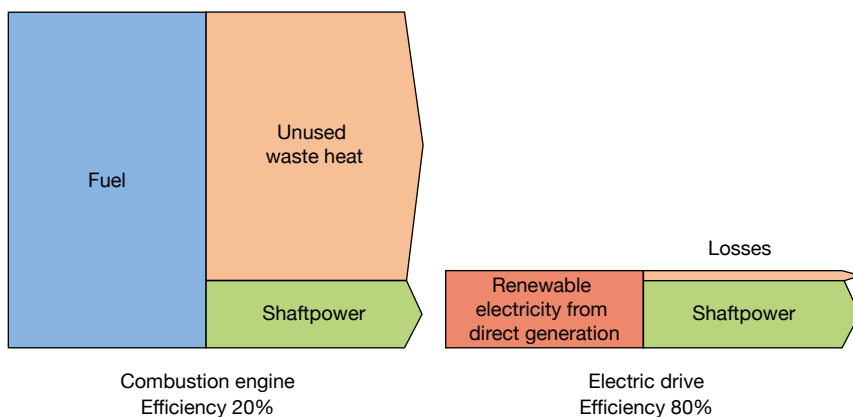 Fuel
Unused
waste heat
Shaftpower
Combustion engine
Efficiency 20%
Losses
Renewable
electricity from
direct generation
Shaftpower
Electric drive
Efficiency 80%